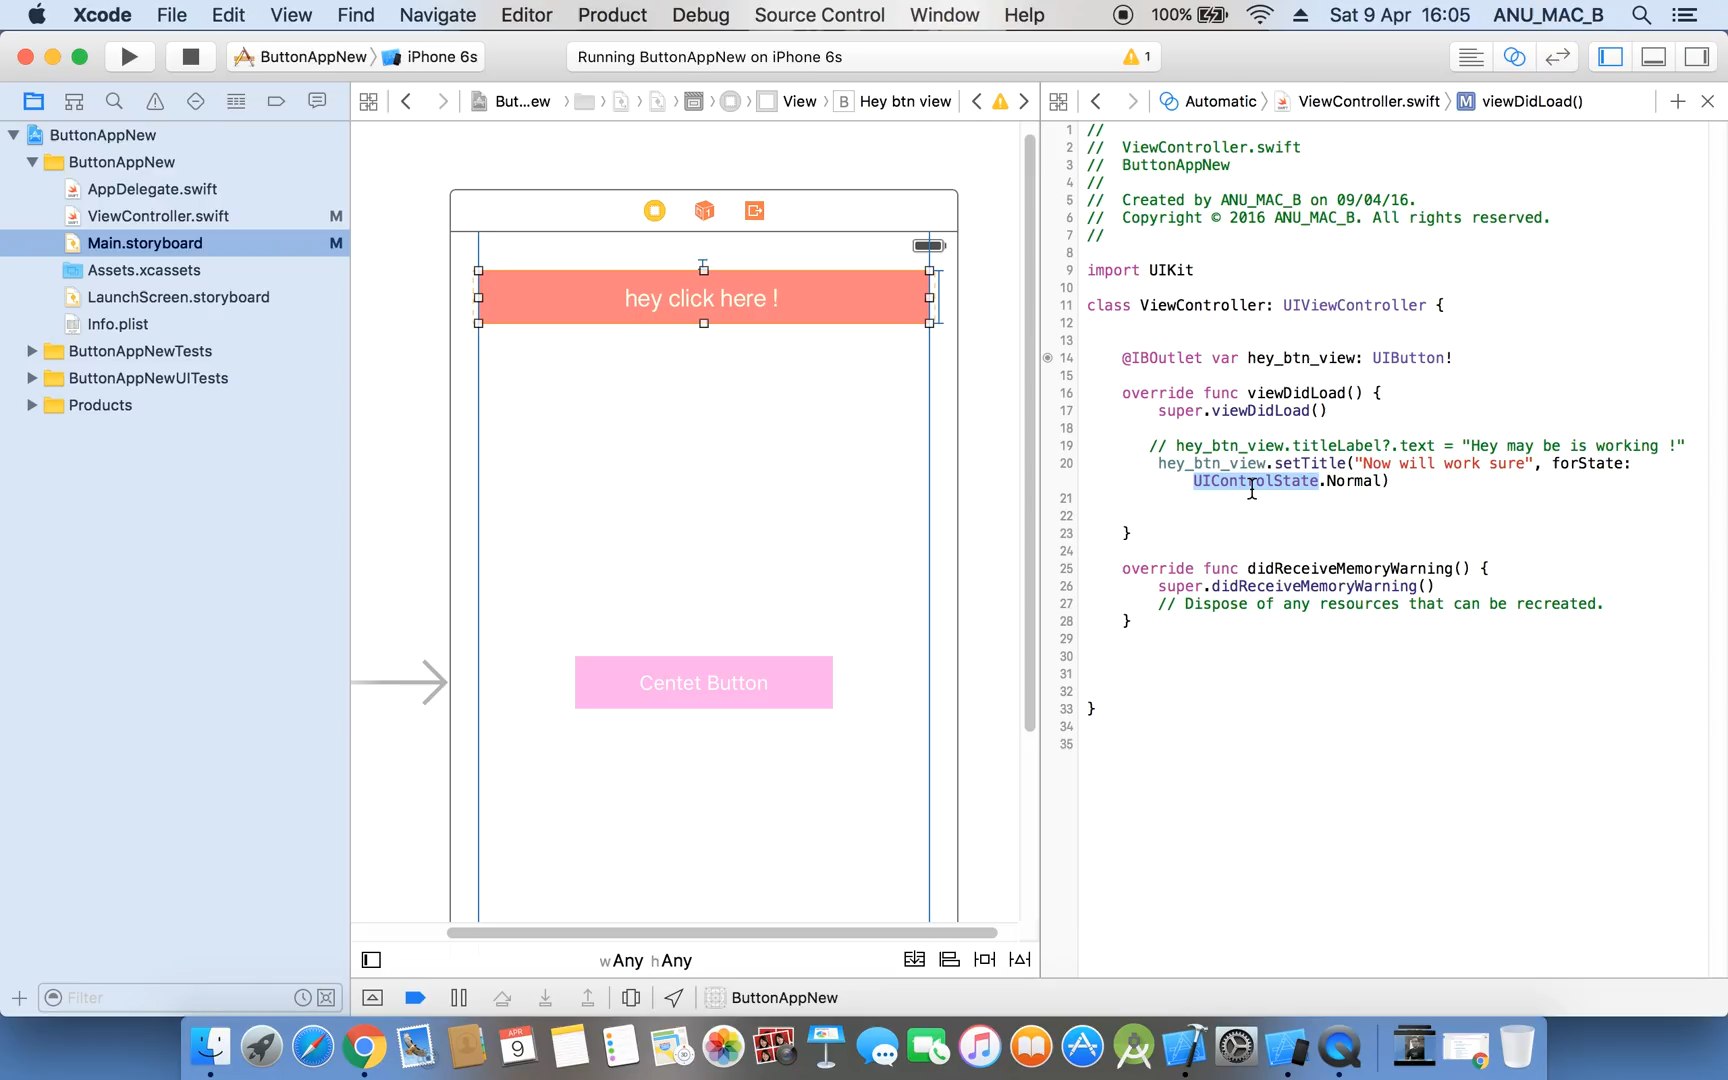 Xcode File Edit View Find Navigate Editor Product Debug Source Control Window Help 100% Sat 9 Apr 16:05 ANU_MAC_B
ButtonAppNew iPhone 6s Running ButtonAppNew on iPhone 6s 1
But...ew View B Hey btn view Automatic ViewController.swift M viewDidLoad()
ButtonAppNew
ButtonAppNew
AppDelegate.swift
ViewController.swift M
Main.storyboard M
Assets.xcassets
LaunchScreen.storyboard
Info.plist
ButtonAppNewTests
ButtonAppNewUITests
Products
Filter
hey click here !
Centet Button
wAny hAny
ButtonAppNew
1 //
2 // ViewController.swift
3 // ButtonAppNew
4 //
5 // Created by ANU_MAC_B on 09/04/16.
6 // Copyright © 2016 ANU_MAC_B. All rights reserved.
7 //
8
9 import UIKit
10
11 class ViewController: UIViewController {
12
13
14 @IBOutlet var hey_btn_view: UIButton!
15
16 override func viewDidLoad() {
17 super.viewDidLoad()
18
19 // hey_btn_view.titleLabel?.text = "Hey may be is working !"
20 hey_btn_view.setTitle("Now will work sure", forState:
UIControlState.Normal)
21
22
23 }
24
25 override func didReceiveMemoryWarning() {
26 super.didReceiveMemoryWarning()
27 // Dispose of any resources that can be recreated.
28 }
29
30
31
32
33 }
34
35
APR
9